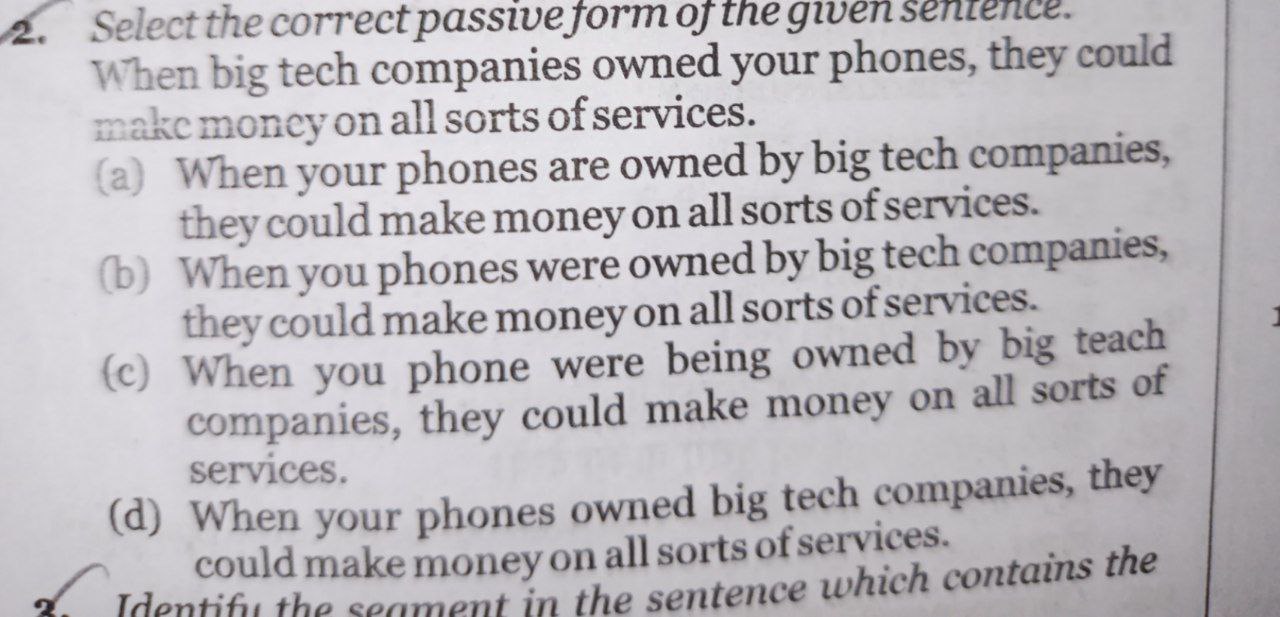 2. Select the correct passive form of the given sentence.
When big tech companies owned your phones, they could
make money on all sorts of services.
(a) When your phones are owned by big tech companies,
they could make money on all sorts of services.
(b) When you phones were owned by big tech companies,
they could make money on all sorts of services.
(c) When you phone were being owned by big teach
companies, they could make money on all sorts of
services.
(d) When your phones owned big tech companies, they
could make money on all sorts of services.
3. Identify the segment in the sentence which contains the